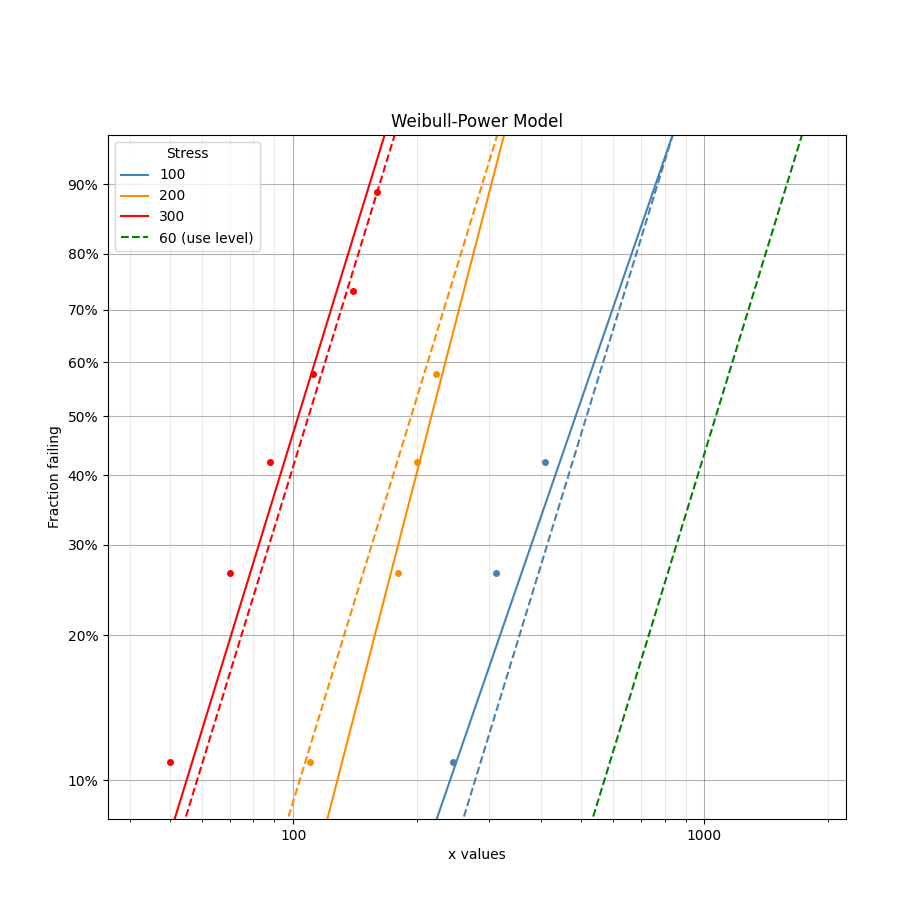 Weibull-Power Model
Stress
100
200
300
60 (use level)
90%
80%
70%
60%
50%
40%
30%
20%
10%
Fraction failing
100
1000
x values